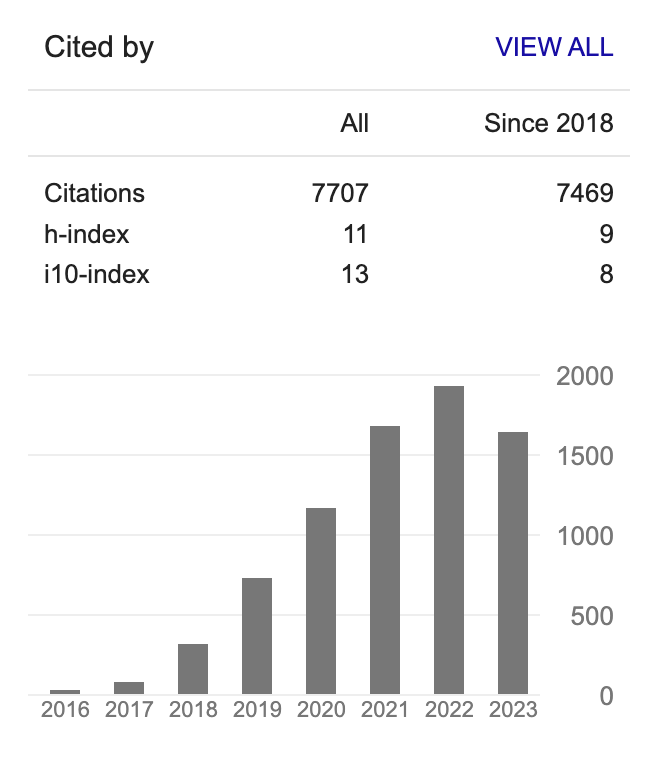 Cited by VIEW ALL
All Since 2018
Citations 7707 7469
h-index 11 9
i10-index 13 8
2000
1500
1000
500
0
2016 2017 2018 2019 2020 2021 2022 2023